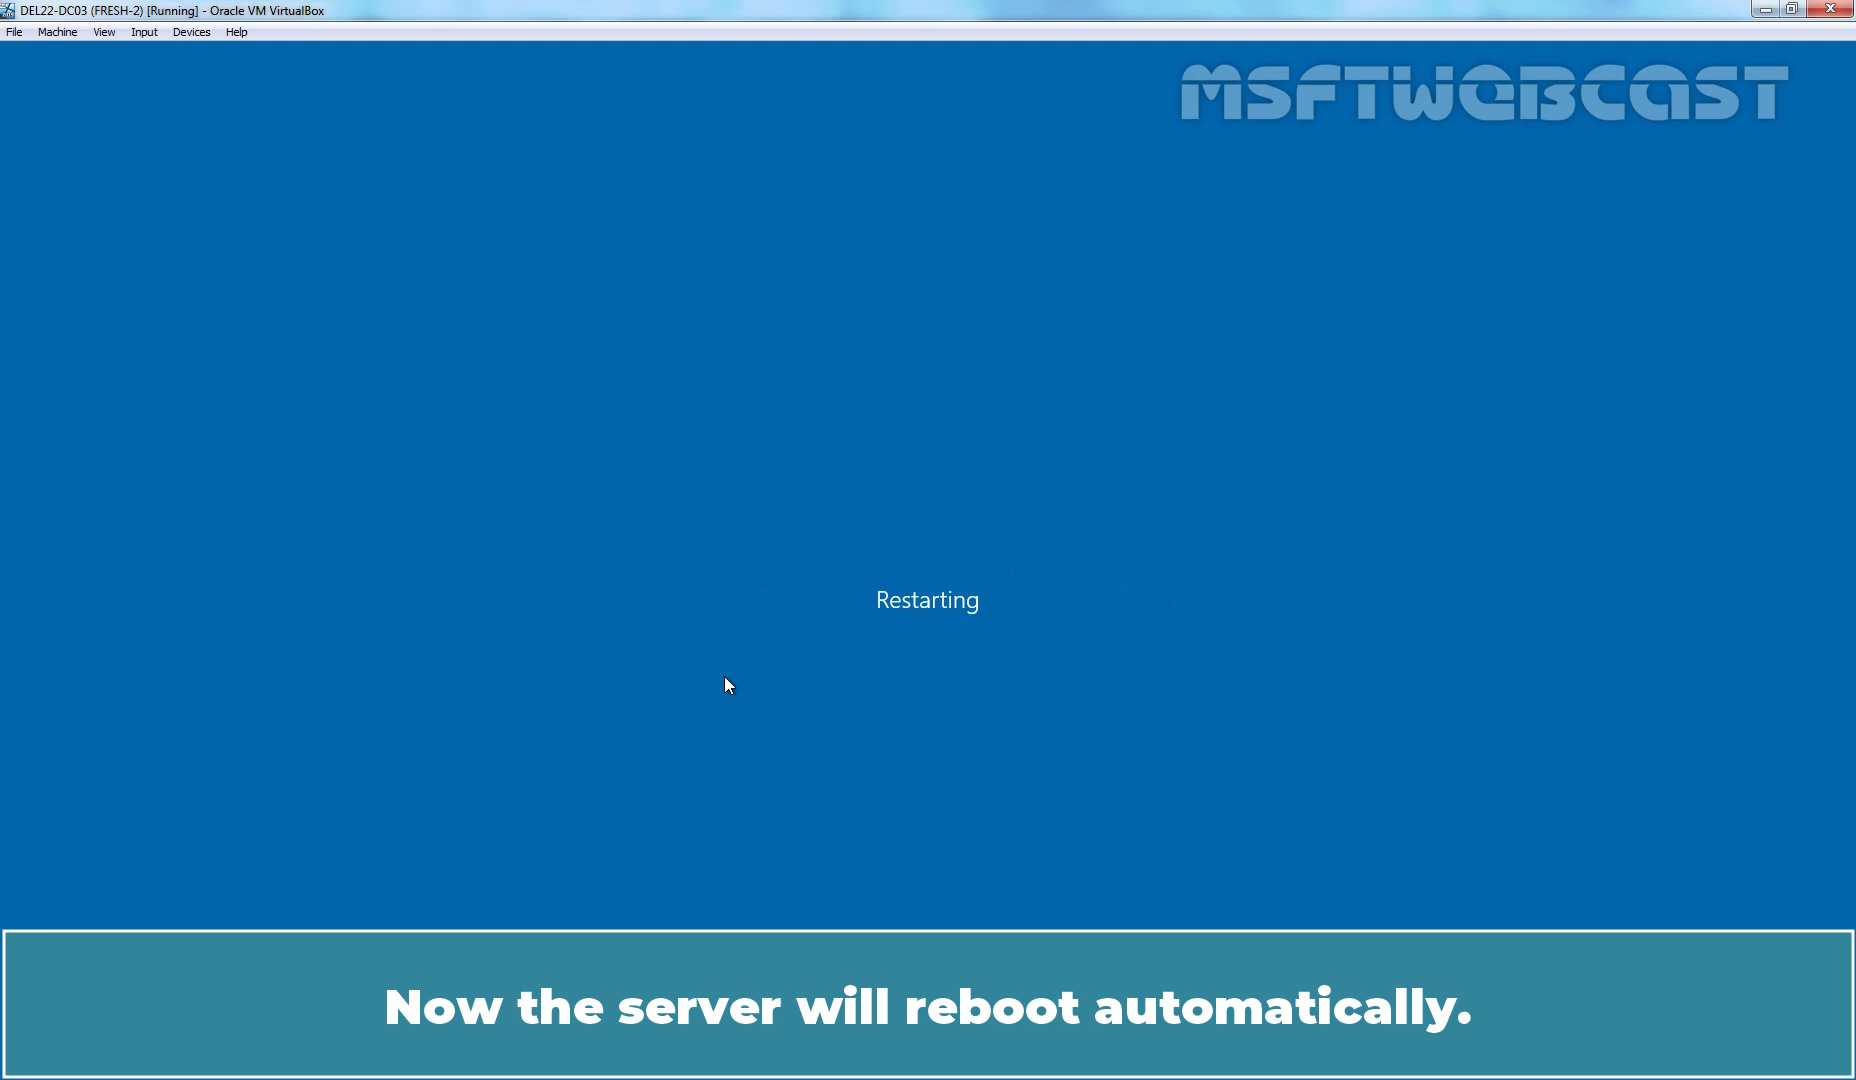 DEL22-DC03 (FRESH-2) [Running] - Oracle VM VirtualBox
File Machine View Input Devices Help
MSFTWEBCAST
Restarting
Now the server will reboot automatically.